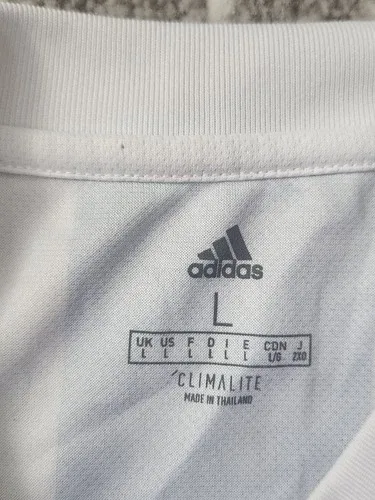 adidas
L
UK US F D I E CDN J
L L L L L L L/G 2XO
CLIMALITE
MADE IN THAILAND